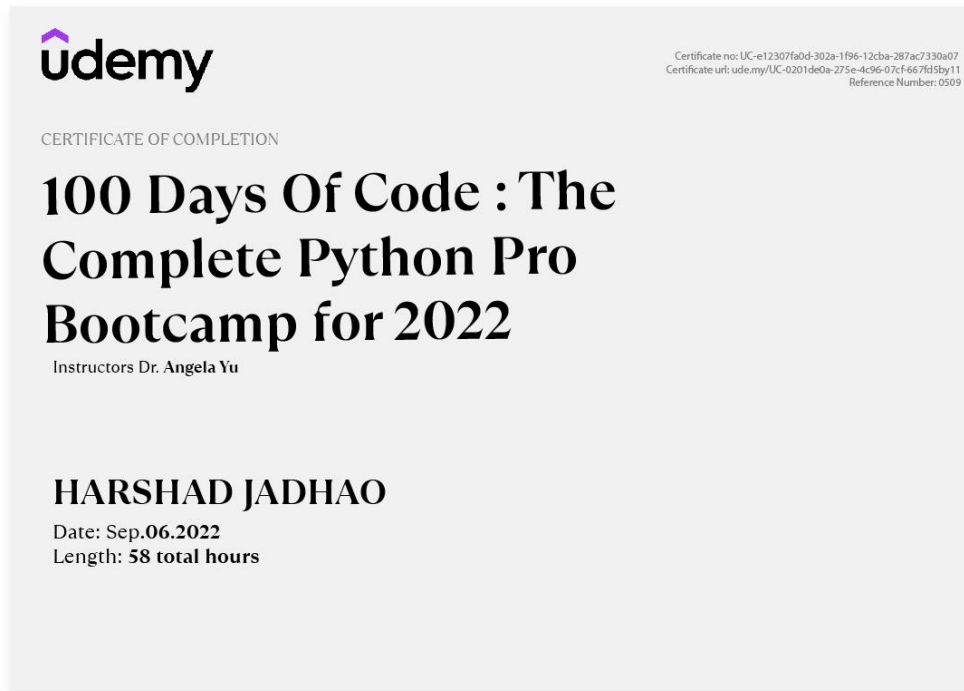 udemy
Certificate no: UC-e12307fa0d-302a-1f96-12cba-287ac7330a07
Certificate url: ude.my/UC-0201de0a-275e-4c96-07cf-667fd5by11
Reference Number: 0509
CERTIFICATE OF COMPLETION
100 Days Of Code : The
Complete Python Pro
Bootcamp for 2022
Instructors Dr. Angela Yu
HARSHAD JADHAO
Date: Sep.06.2022
Length: 58 total hours